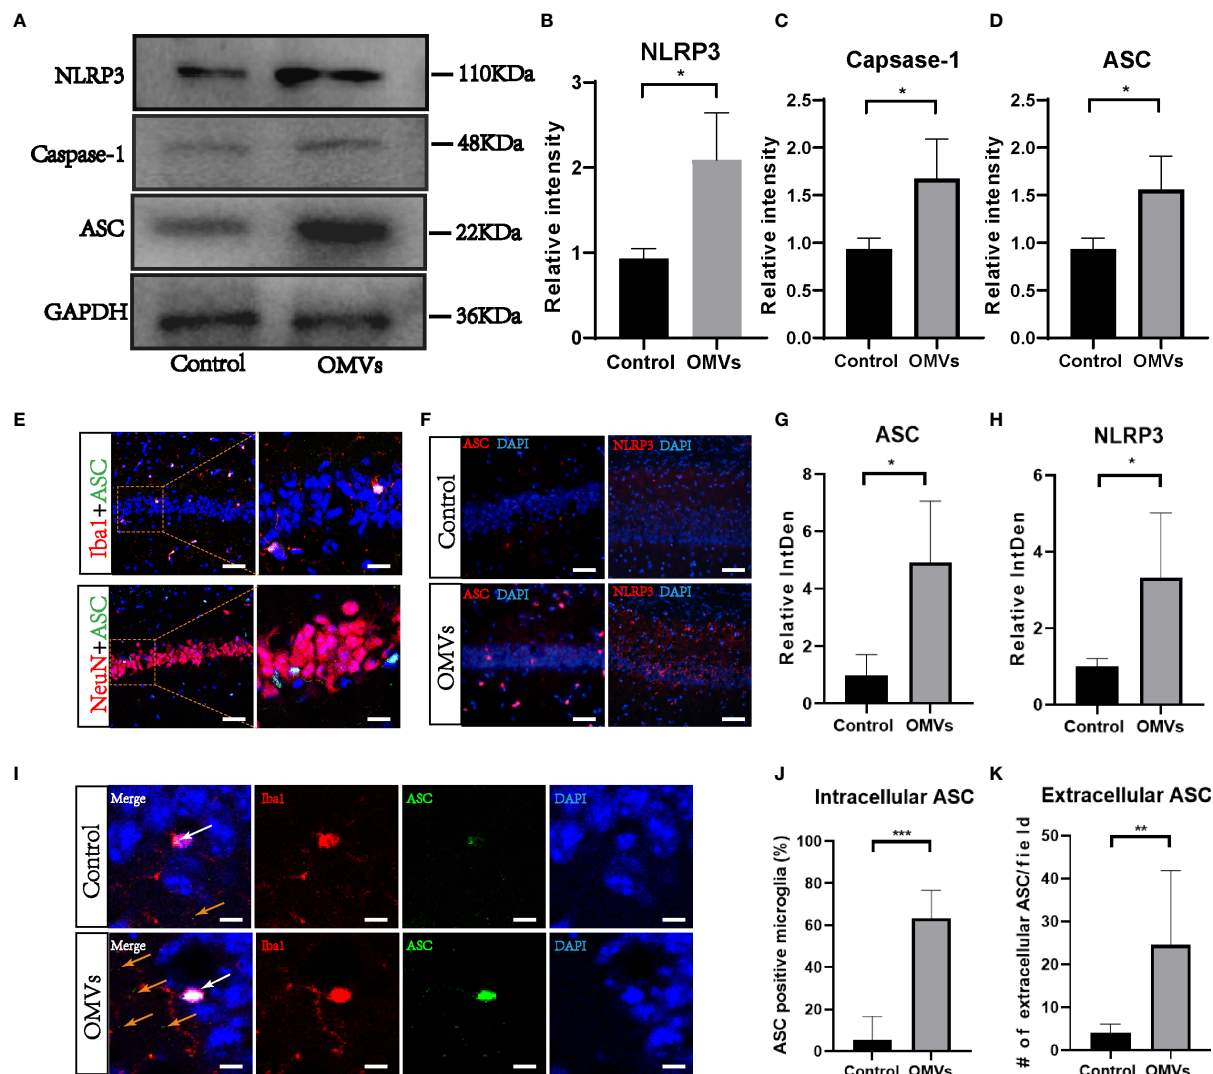 A
NLRP3
110KDa
Caspase-1
48KDa
ASC
22KDa
GAPDH
36KDa
Control OMVs
B
NLRP3
*
Relative intensity
3
2
1
0
Control OMVs
C
Capsase-1
*
Relative intensity
2.5
2.0
1.5
1.0
0.5
0.0
Control OMVs
D
ASC
*
Relative intensity
2.5
2.0
1.5
1.0
0.5
0.0
Control OMVs
E
Iba1+ASC
NeuN+ASC
F
Control
ASC DAPI
NLRP3 DAPI
OMVs
ASC DAPI
NLRP3 DAPI
G
ASC
*
Relative IntDen
8
6
4
2
0
Control OMVs
H
NLRP3
*
Relative IntDen
6
4
2
0
Control OMVs
I
Control
Merge
Iba1
ASC
DAPI
OMVs
Merge
Iba1
ASC
DAPI
J
Intracellular ASC
***
ASC positive microglia (%)
100
80
60
40
20
0
Control OMVs
K
Extracellular ASC
**
# of extracellular ASC/field
50
40
30
20
10
0
Control OMVs